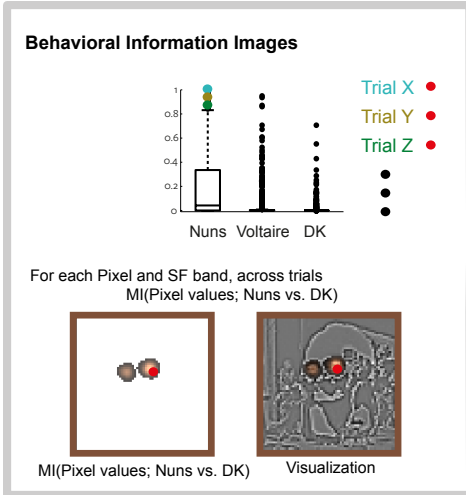 Behavioral Information Images
1
0.8
0.6
0.4
0.2
0
Nuns Voltaire DK
Trial X
Trial Y
Trial Z
For each Pixel and SF band, across trials
MI(Pixel values; Nuns vs. DK)
MI(Pixel values; Nuns vs. DK)
Visualization